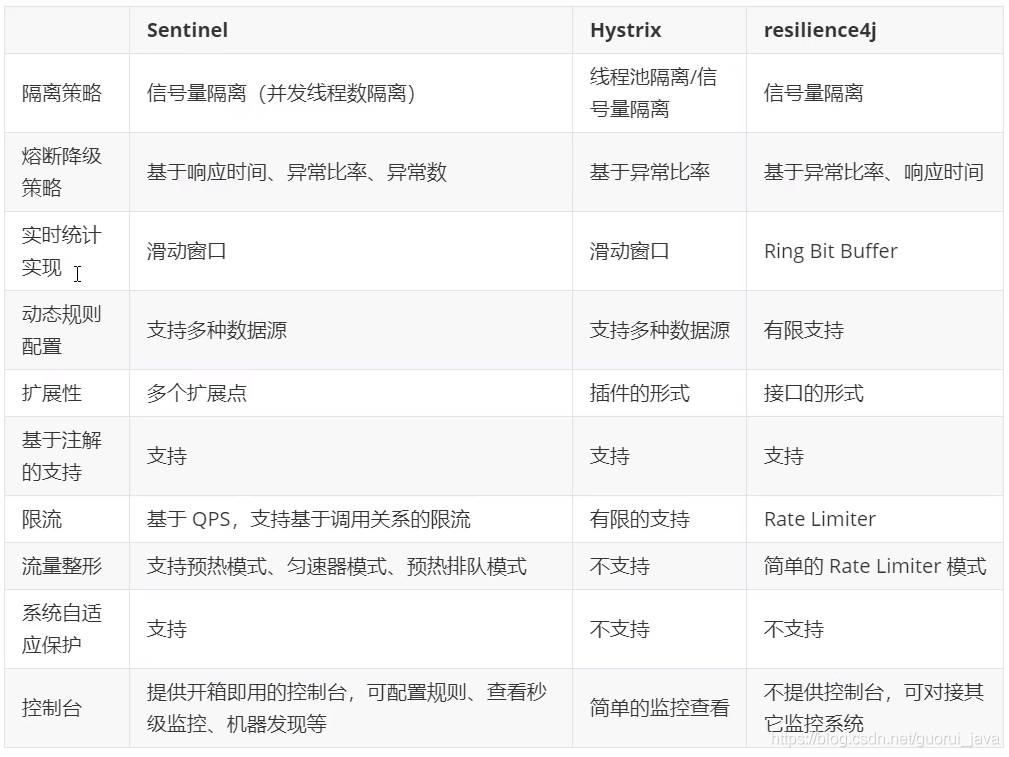 Sentinel Hystrix resilience4j
隔离策略 信号量隔离（并发线程数隔离） 线程池隔离/信 信号量隔离
号量隔离
熔断降级 基于响应时间、异常比率、异常数 基于异常比率 基于异常比率、响应时间
策略
实时统计 滑动窗口 滑动窗口 Ring Bit Buffer
实现
动态规则 支持多种数据源 支持多种数据源 有限支持
配置
扩展性 多个扩展点 插件的形式 接口的形式
基于注解 支持 支持 支持
的支持
限流 基于 QPS，支持基于调用关系的限流 有限的支持 Rate Limiter
流量整形 支持预热模式、匀速器模式、预热排队模式 不支持 简单的 Rate Limiter 模式
系统自适 支持 不支持 不支持
应保护
控制台 提供开箱即用的控制台，可配置规则、查看秒 简单的监控查看 不提供控制台，可对接其
级监控、机器发现等 它监控系统
https://blog.csdn.net/guorui_java